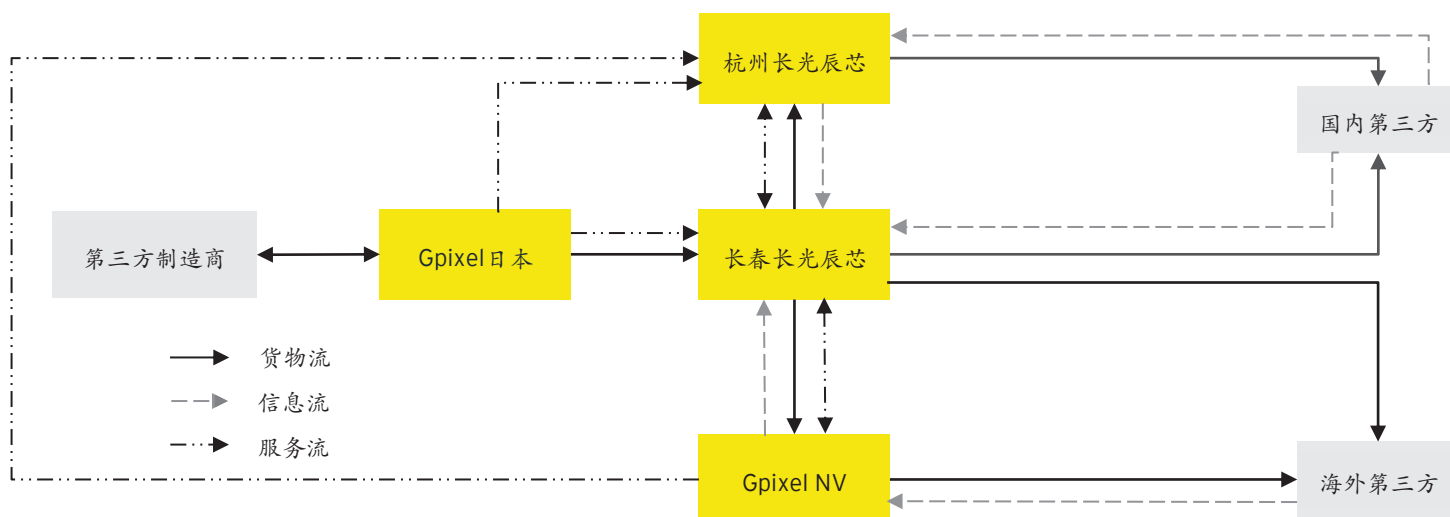 杭州长光辰芯
国内第三方
第三方制造商
Gpixel日本
长春长光辰芯
货物流
信息流
服务流
Gpixel NV
海外第三方